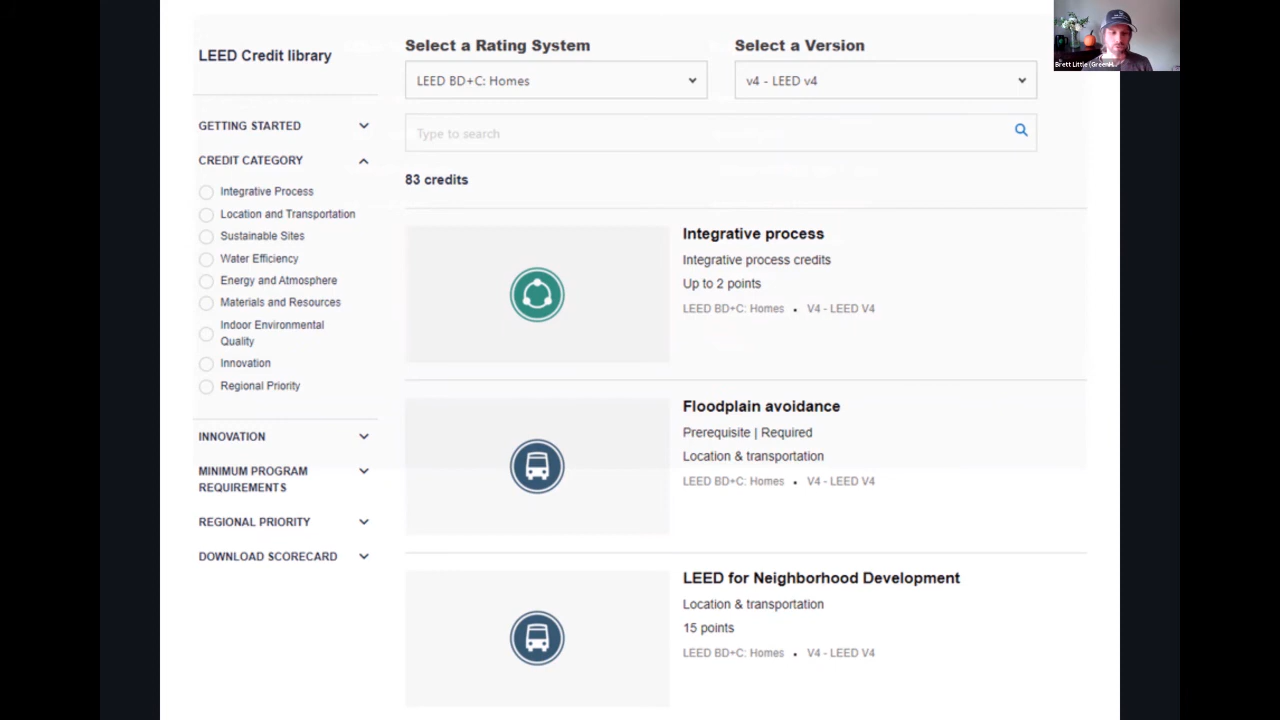 LEED Credit library
GETTING STARTED
CREDIT CATEGORY
Integrative Process
Location and Transportation
Sustainable Sites
Water Efficiency
Energy and Atmosphere
Materials and Resources
Indoor Environmental
Quality
Innovation
Regional Priority
INNOVATION
MINIMUM PROGRAM
REQUIREMENTS
REGIONAL PRIORITY
DOWNLOAD SCORECARD
Select a Rating System
LEED BD+C: Homes
Select a Version
v4 - LEED v4
Type to search
83 credits
Integrative process
Integrative process credits
Up to 2 points
LEED BD+C: Homes • V4 - LEED V4
Floodplain avoidance
Prerequisite | Required
Location & transportation
LEED BD+C: Homes • V4 - LEED V4
LEED for Neighborhood Development
Location & transportation
15 points
LEED BD+C: Homes • V4 - LEED V4
Brett Little (GreenH...